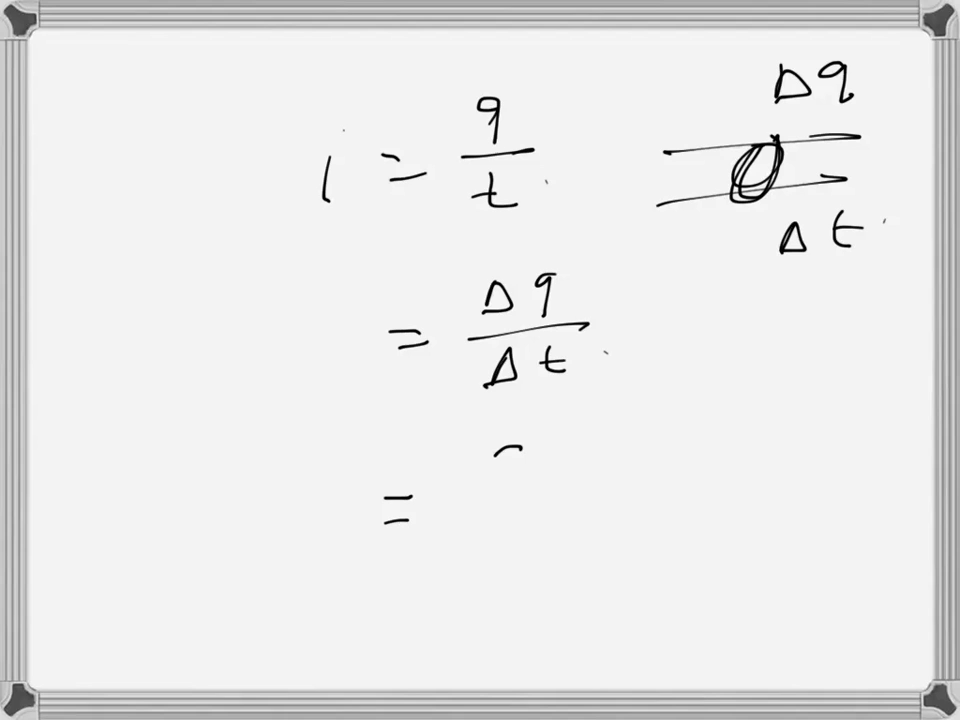 i = q/t
Δq
Δt
= Δq/Δt
=